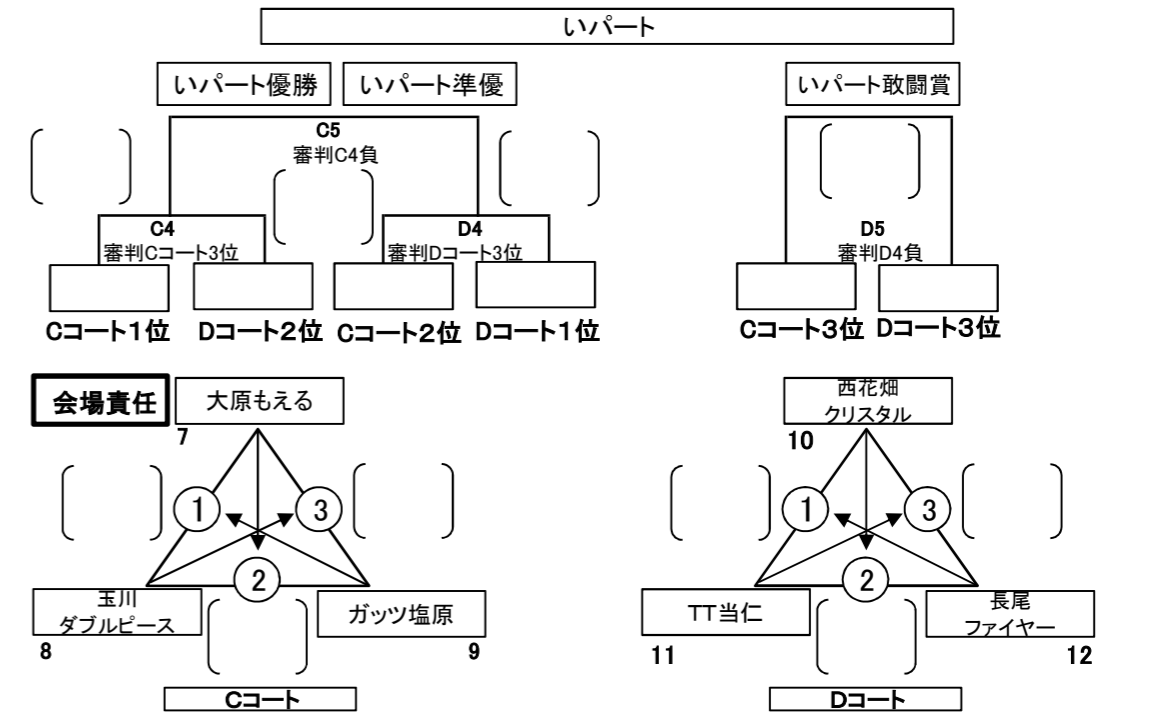 いパート
いパート優勝
いパート準優
いパート敢闘賞
C5
審判C4負
C4
審判Cコート3位
D4
審判Dコート3位
D5
審判D4負
Cコート1位
Dコート2位
Cコート2位
Dコート1位
Cコート3位
Dコート3位
会場責任
大原もえる
7
1
3
2
玉川
ダブルピース
8
ガッツ塩原
9
Cコート
西花畑
クリスタル
10
1
3
2
TT当仁
11
長尾
ファイヤー
12
Dコート